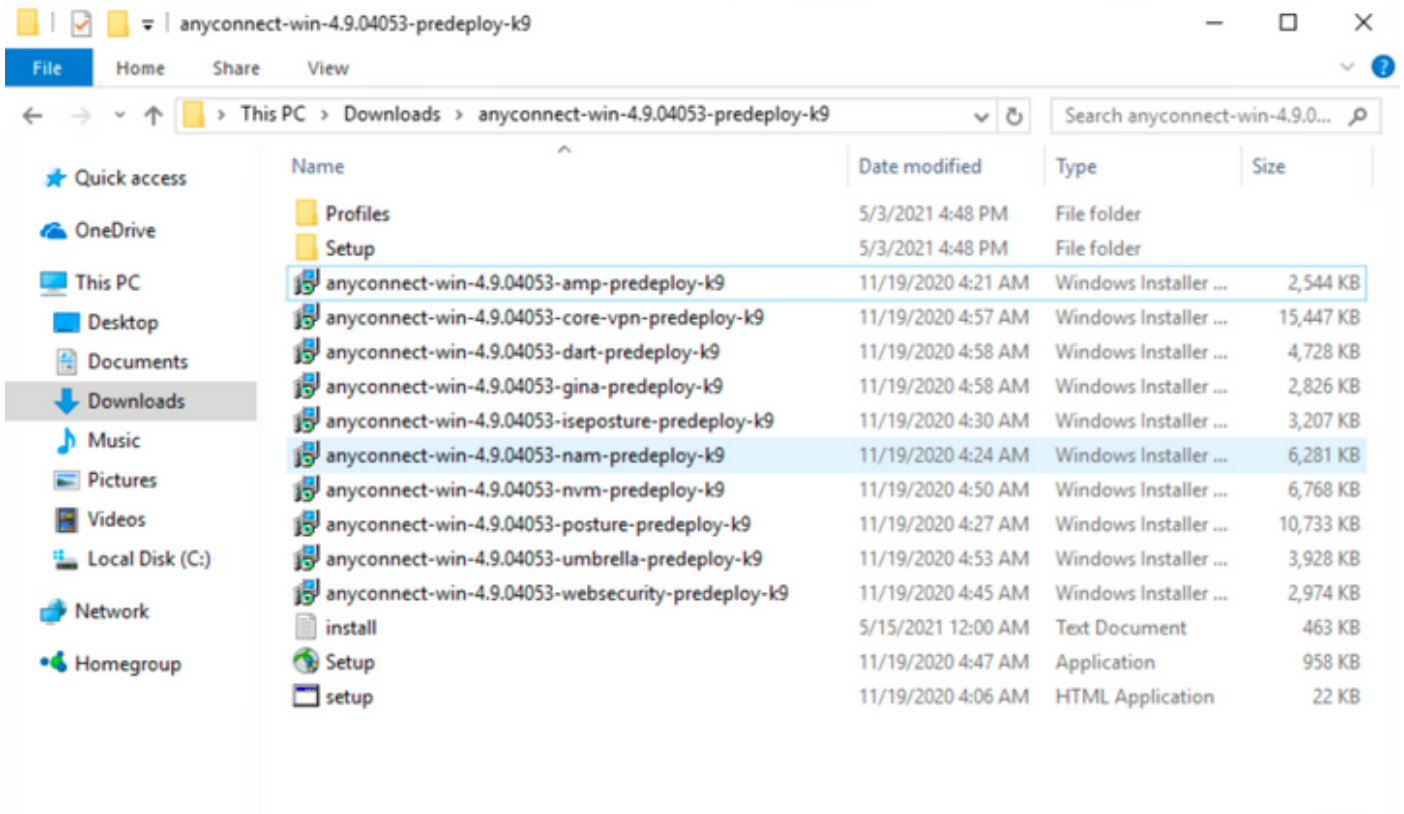 anyconnect-win-4.9.04053-predeploy-k9
File Home Share View
This PC > Downloads > anyconnect-win-4.9.04053-predeploy-k9
Search anyconnect-win-4.9.0...
Quick access
OneDrive
This PC
Desktop
Documents
Downloads
Music
Pictures
Videos
Local Disk (C:)
Network
Homegroup
Name Date modified Type Size
Profiles 5/3/2021 4:48 PM File folder
Setup 5/3/2021 4:48 PM File folder
anyconnect-win-4.9.04053-amp-predeploy-k9 11/19/2020 4:21 AM Windows Installer ... 2,544 KB
anyconnect-win-4.9.04053-core-vpn-predeploy-k9 11/19/2020 4:57 AM Windows Installer ... 15,447 KB
anyconnect-win-4.9.04053-dart-predeploy-k9 11/19/2020 4:58 AM Windows Installer ... 4,728 KB
anyconnect-win-4.9.04053-gina-predeploy-k9 11/19/2020 4:58 AM Windows Installer ... 2,826 KB
anyconnect-win-4.9.04053-iseposture-predeploy-k9 11/19/2020 4:30 AM Windows Installer ... 3,207 KB
anyconnect-win-4.9.04053-nam-predeploy-k9 11/19/2020 4:24 AM Windows Installer ... 6,281 KB
anyconnect-win-4.9.04053-nvm-predeploy-k9 11/19/2020 4:50 AM Windows Installer ... 6,768 KB
anyconnect-win-4.9.04053-posture-predeploy-k9 11/19/2020 4:27 AM Windows Installer ... 10,733 KB
anyconnect-win-4.9.04053-umbrella-predeploy-k9 11/19/2020 4:53 AM Windows Installer ... 3,928 KB
anyconnect-win-4.9.04053-websecurity-predeploy-k9 11/19/2020 4:45 AM Windows Installer ... 2,974 KB
install 5/15/2021 12:00 AM Text Document 463 KB
Setup 11/19/2020 4:47 AM Application 958 KB
setup 11/19/2020 4:06 AM HTML Application 22 KB